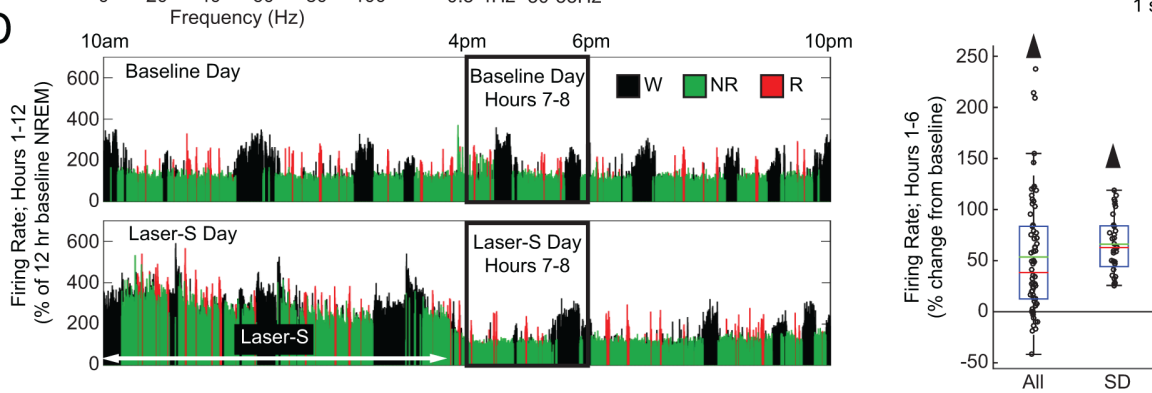 Frequency (Hz)
D
10am 4pm 6pm 10pm
Firing Rate; Hours 1-12
(% of 12 hr baseline NREM)
600
400
200
0
Baseline Day
Baseline Day
Hours 7-8
W NR R
600
400
200
0
Laser-S Day
Laser-S Day
Hours 7-8
Laser-S
Firing Rate; Hours 1-6
(% change from baseline)
250
200
150
100
50
0
-50
All SD
1 s